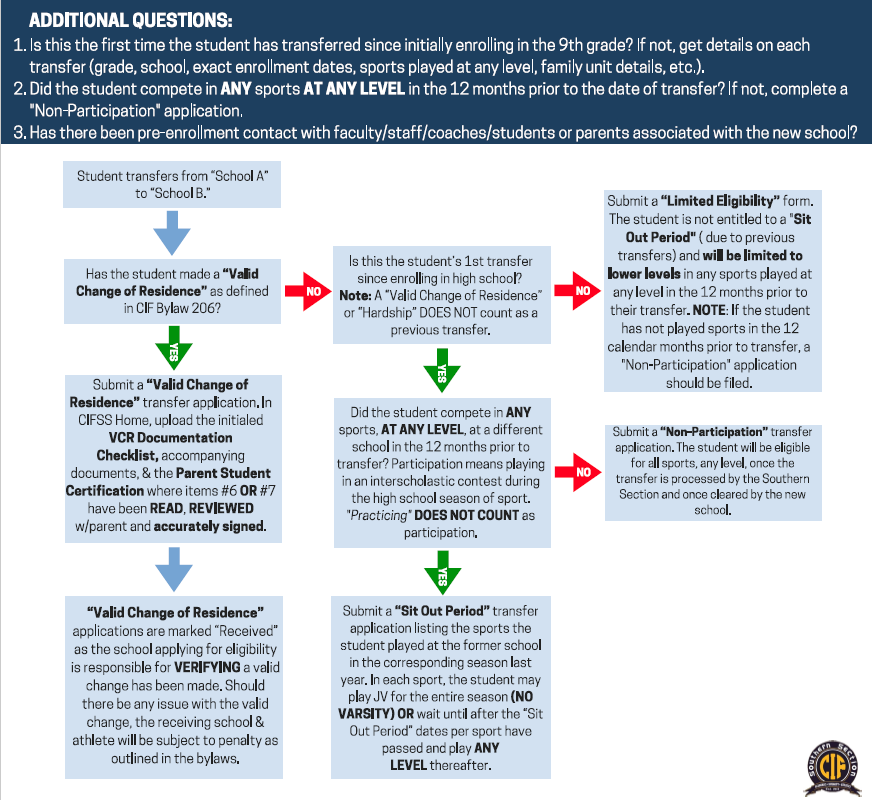 ADDITIONAL QUESTIONS:
1. Is this the first time the student has transferred since initially enrolling in the 9th grade? If not, get details on each
transfer (grade, school, exact enrollment dates, sports played at any level, family unit details, etc.).
2. Did the student compete in ANY sports AT ANY LEVEL in the 12 months prior to the date of transfer? If not, complete a
"Non-Participation" application.
3. Has there been pre-enrollment contact with faculty/staff/coaches/students or parents associated with the new school?
Student transfers from “School A”
to “School B.”
Has the student made a “Valid
Change of Residence” as defined
in CIF Bylaw 206?
NO
Is this the student’s 1st transfer
since enrolling in high school?
Note: A “Valid Change of Residence”
or “Hardship” DOES NOT count as a
previous transfer.
NO
Submit a “Limited Eligibility” form.
The student is not entitled to a "Sit
Out Period" ( due to previous
transfers) and will be limited to
lower levels in any sports played at
any level in the 12 months prior to
their transfer. NOTE: If the student
has not played sports in the 12
calendar months prior to transfer, a
"Non-Participation" application
should be filed.
YES
Submit a “Valid Change of
Residence” transfer application. In
CIFSS Home, upload the initialed
VCR Documentation
Checklist, accompanying
documents, & the Parent Student
Certification where items #6 OR #7
have been READ, REVIEWED
w/parent and accurately signed.
YES
Did the student compete in ANY
sports, AT ANY LEVEL, at a different
school in the 12 months prior to
transfer? Participation means playing
in an interscholastic contest during
the high school season of sport.
"Practicing" DOES NOT COUNT as
participation.
NO
Submit a “Non-Participation” transfer
application. The student will be eligible
for all sports, any level, once the
transfer is processed by the Southern
Section and once cleared by the new
school.
“Valid Change of Residence”
applications are marked “Received”
as the school applying for eligibility
is responsible for VERIFYING a valid
change has been made. Should
there be any issue with the valid
change, the receiving school &
athlete will be subject to penalty as
outlined in the bylaws.
YES
Submit a “Sit Out Period” transfer
application listing the sports the
student played at the former school
in the corresponding season last
year. In each sport, the student may
play JV for the entire season (NO
VARSITY) OR wait until after the “Sit
Out Period” dates per sport have
passed and play ANY
LEVEL thereafter.
Southern Section
CIF